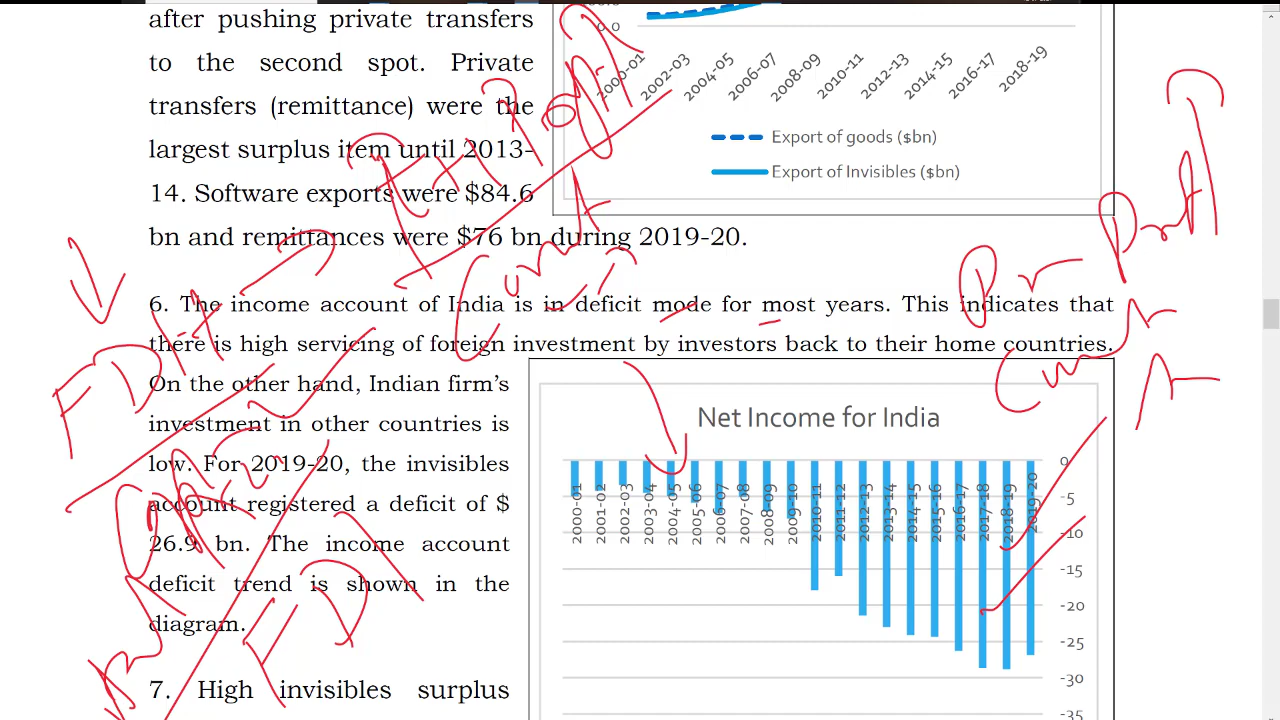 after pushing private transfers
to the second spot. Private
transfers (remittance) were the
largest surplus item until 2013-
14. Software exports were $84.6
bn and remittances were $76 bn during 2019-20.
0.0
2000-01 2002-03 2004-05 2006-07 2008-09 2010-11 2012-13 2014-15 2016-17 2018-19
Export of goods ($bn)
Export of Invisibles ($bn)
6. The income account of India is in deficit mode for most years. This indicates that
there is high servicing of foreign investment by investors back to their home countries.
On the other hand, Indian firm's
investment in other countries is
low. For 2019-20, the invisibles
account registered a deficit of $
26.9 bn. The income account
deficit trend is shown in the
diagram.
7. High invisibles surplus
Net Income for India
0
-5
-10
-15
-20
-25
-30
-35
2000-01 2001-02 2002-03 2003-04 2004-05 2005-06 2006-07 2007-08 2008-09 2009-10 2010-11 2011-12 2012-13 2013-14 2014-15 2015-16 2016-17 2017-18 2018-19 2019-20
FDI
FDI